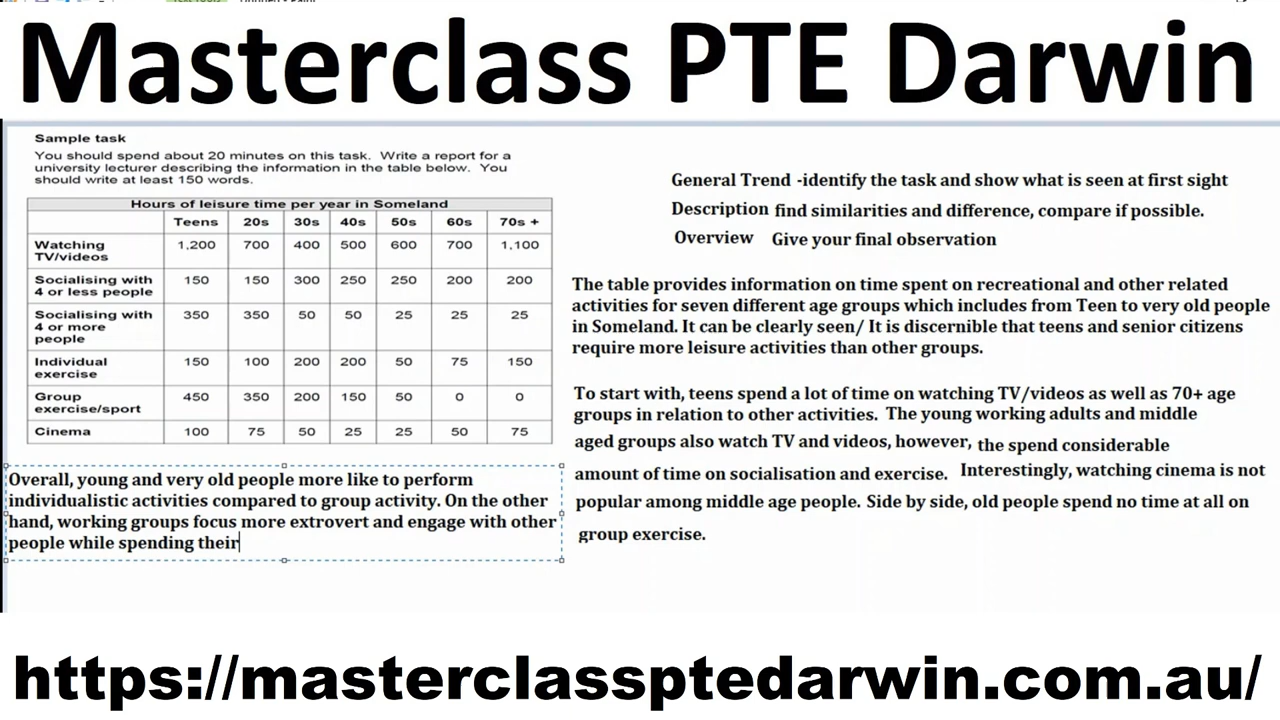 Masterclass PTE Darwin
Sample task
You should spend about 20 minutes on this task. Write a report for a
university lecturer describing the information in the table below. You
should write at least 150 words.
Hours of leisure time per year in Someland
Teens 20s 30s 40s 50s 60s 70s +
Watching TV/videos 1,200 700 400 500 600 700 1,100
Socialising with 4 or less people 150 150 300 250 250 200 200
Socialising with 4 or more people 350 350 50 50 25 25 25
Individual exercise 150 100 200 200 50 75 150
Group exercise/sport 450 350 200 150 50 0 0
Cinema 100 75 50 25 25 50 75
Overall, young and very old people more like to perform
individualistic activities compared to group activity. On the other
hand, working groups focus more extrovert and engage with other
people while spending their
General Trend -identify the task and show what is seen at first sight
Description find similarities and difference, compare if possible.
Overview Give your final observation
The table provides information on time spent on recreational and other related
activities for seven different age groups which includes from Teen to very old people
in Someland. It can be clearly seen/ It is discernible that teens and senior citizens
require more leisure activities than other groups.
To start with, teens spend a lot of time on watching TV/videos as well as 70+ age
groups in relation to other activities. The young working adults and middle
aged groups also watch TV and videos, however, the spend considerable
amount of time on socialisation and exercise. Interestingly, watching cinema is not
popular among middle age people. Side by side, old people spend no time at all on
group exercise.
https://masterclassptedarwin.com.au/